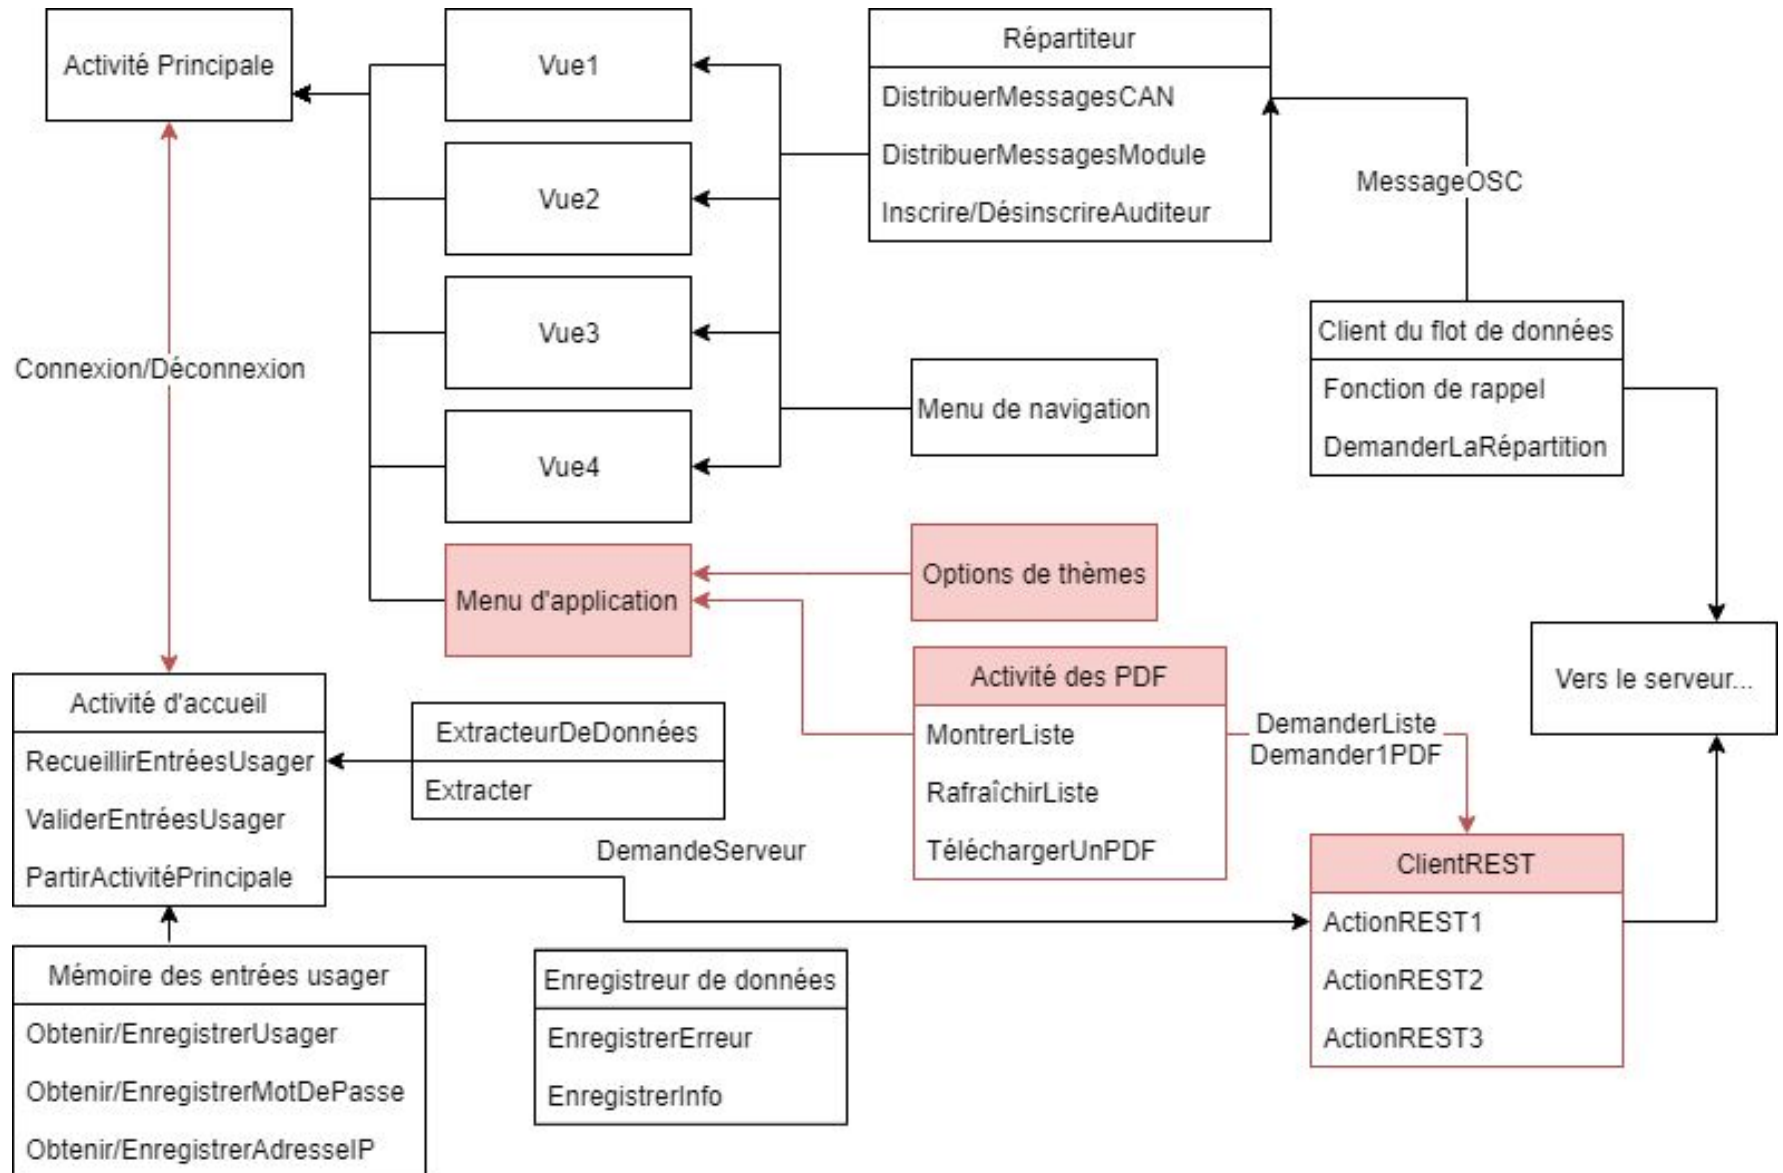 Activité Principale
Vue1
Vue2
Vue3
Vue4
Menu d'application
Répartiteur
DistribuerMessagesCAN
DistribuerMessagesModule
Inscrire/DésinscrireAuditeur
MessageOSC
Client du flot de données
Fonction de rappel
DemanderLaRépartition
Menu de navigation
Options de thèmes
Connexion/Déconnexion
Vers le serveur...
Activité des PDF
MontrerListe
RafraîchirListe
TéléchargerUnPDF
DemanderListe
Demander1PDF
Activité d'accueil
RecueillirEntréesUsager
ValiderEntréesUsager
PartirActivitéPrincipale
ExtracteurDeDonnées
Extracter
DemandeServeur
ClientREST
ActionREST1
ActionREST2
ActionREST3
Mémoire des entrées usager
Obtenir/EnregistrerUsager
Obtenir/EnregistrerMotDePasse
Obtenir/EnregistrerAdresseIP
Enregistreur de données
EnregistrerErreur
EnregistrerInfo